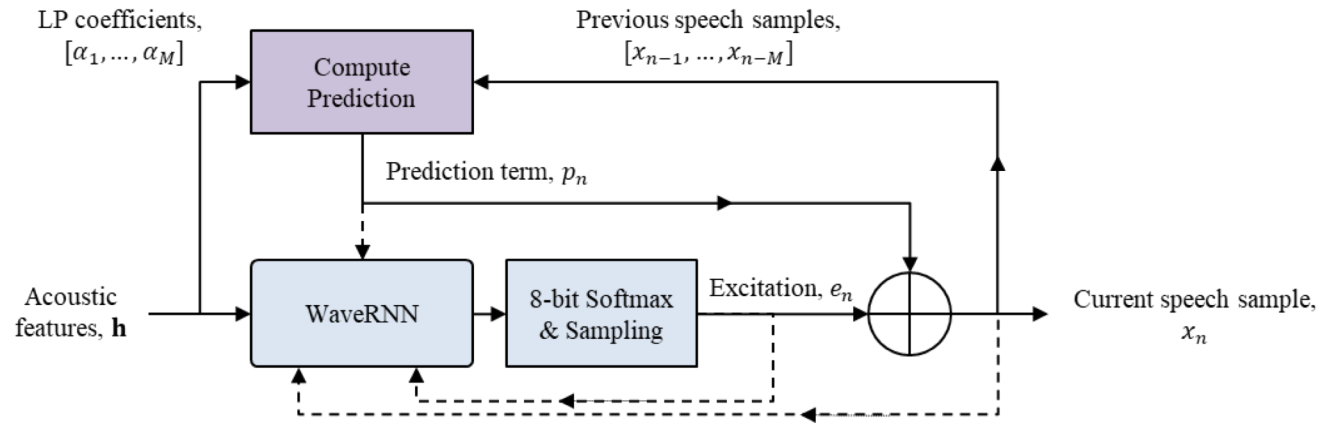 LP coefficients,
[α₁, …, α_M]
Compute
Prediction
Previous speech samples,
[xₙ₋₁, …, xₙ₋M]
Prediction term, pₙ
Acoustic
features, h
WaveRNN
8-bit Softmax
& Sampling
Excitation, eₙ
Current speech sample,
xₙ